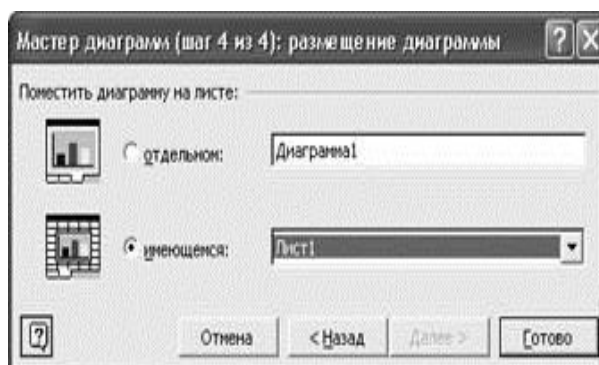 Мастер диаграмм (шаг 4 из 4): размещение диаграммы
Поместить диаграмму на листе:
отдельном: Диаграмма1
имеющемся: Лист1
Отмена < Назад Далее > Готово